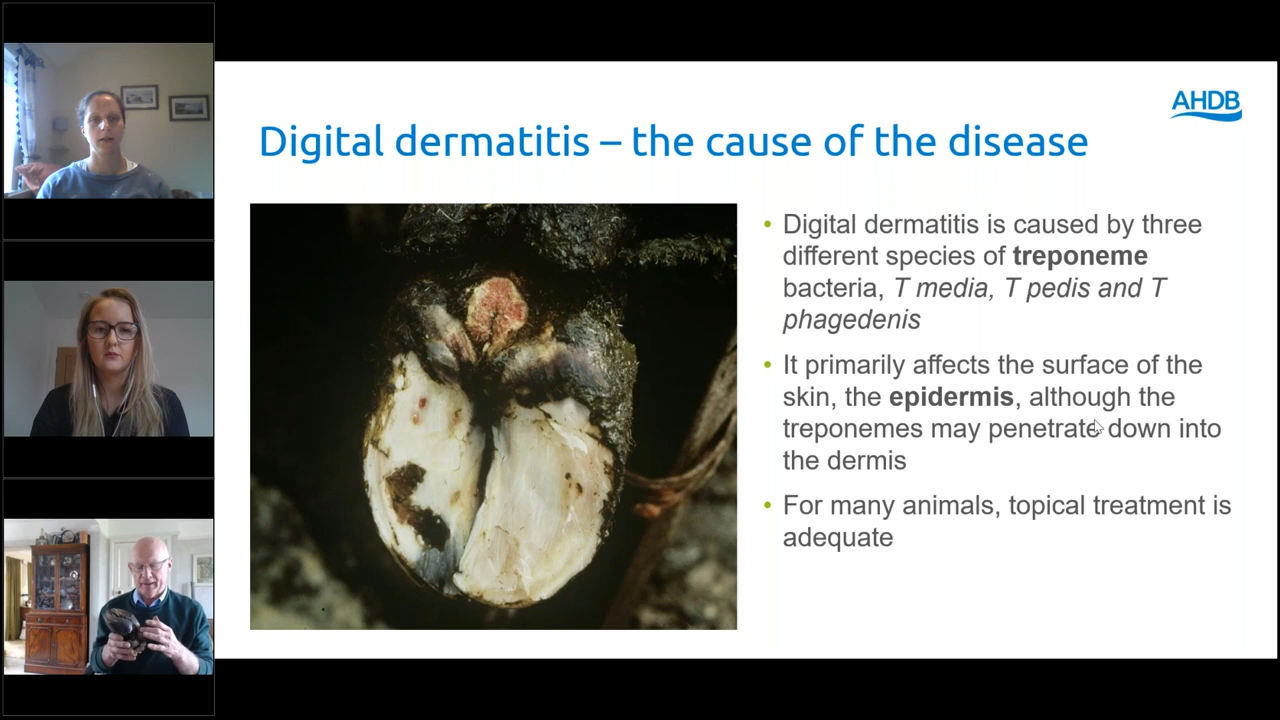 AHDB
Digital dermatitis – the cause of the disease
• Digital dermatitis is caused by three
different species of treponeme
bacteria, T media, T pedis and T
phagedenis
• It primarily affects the surface of the
skin, the epidermis, although the
treponemes may penetrate down into
the dermis
• For many animals, topical treatment is
adequate